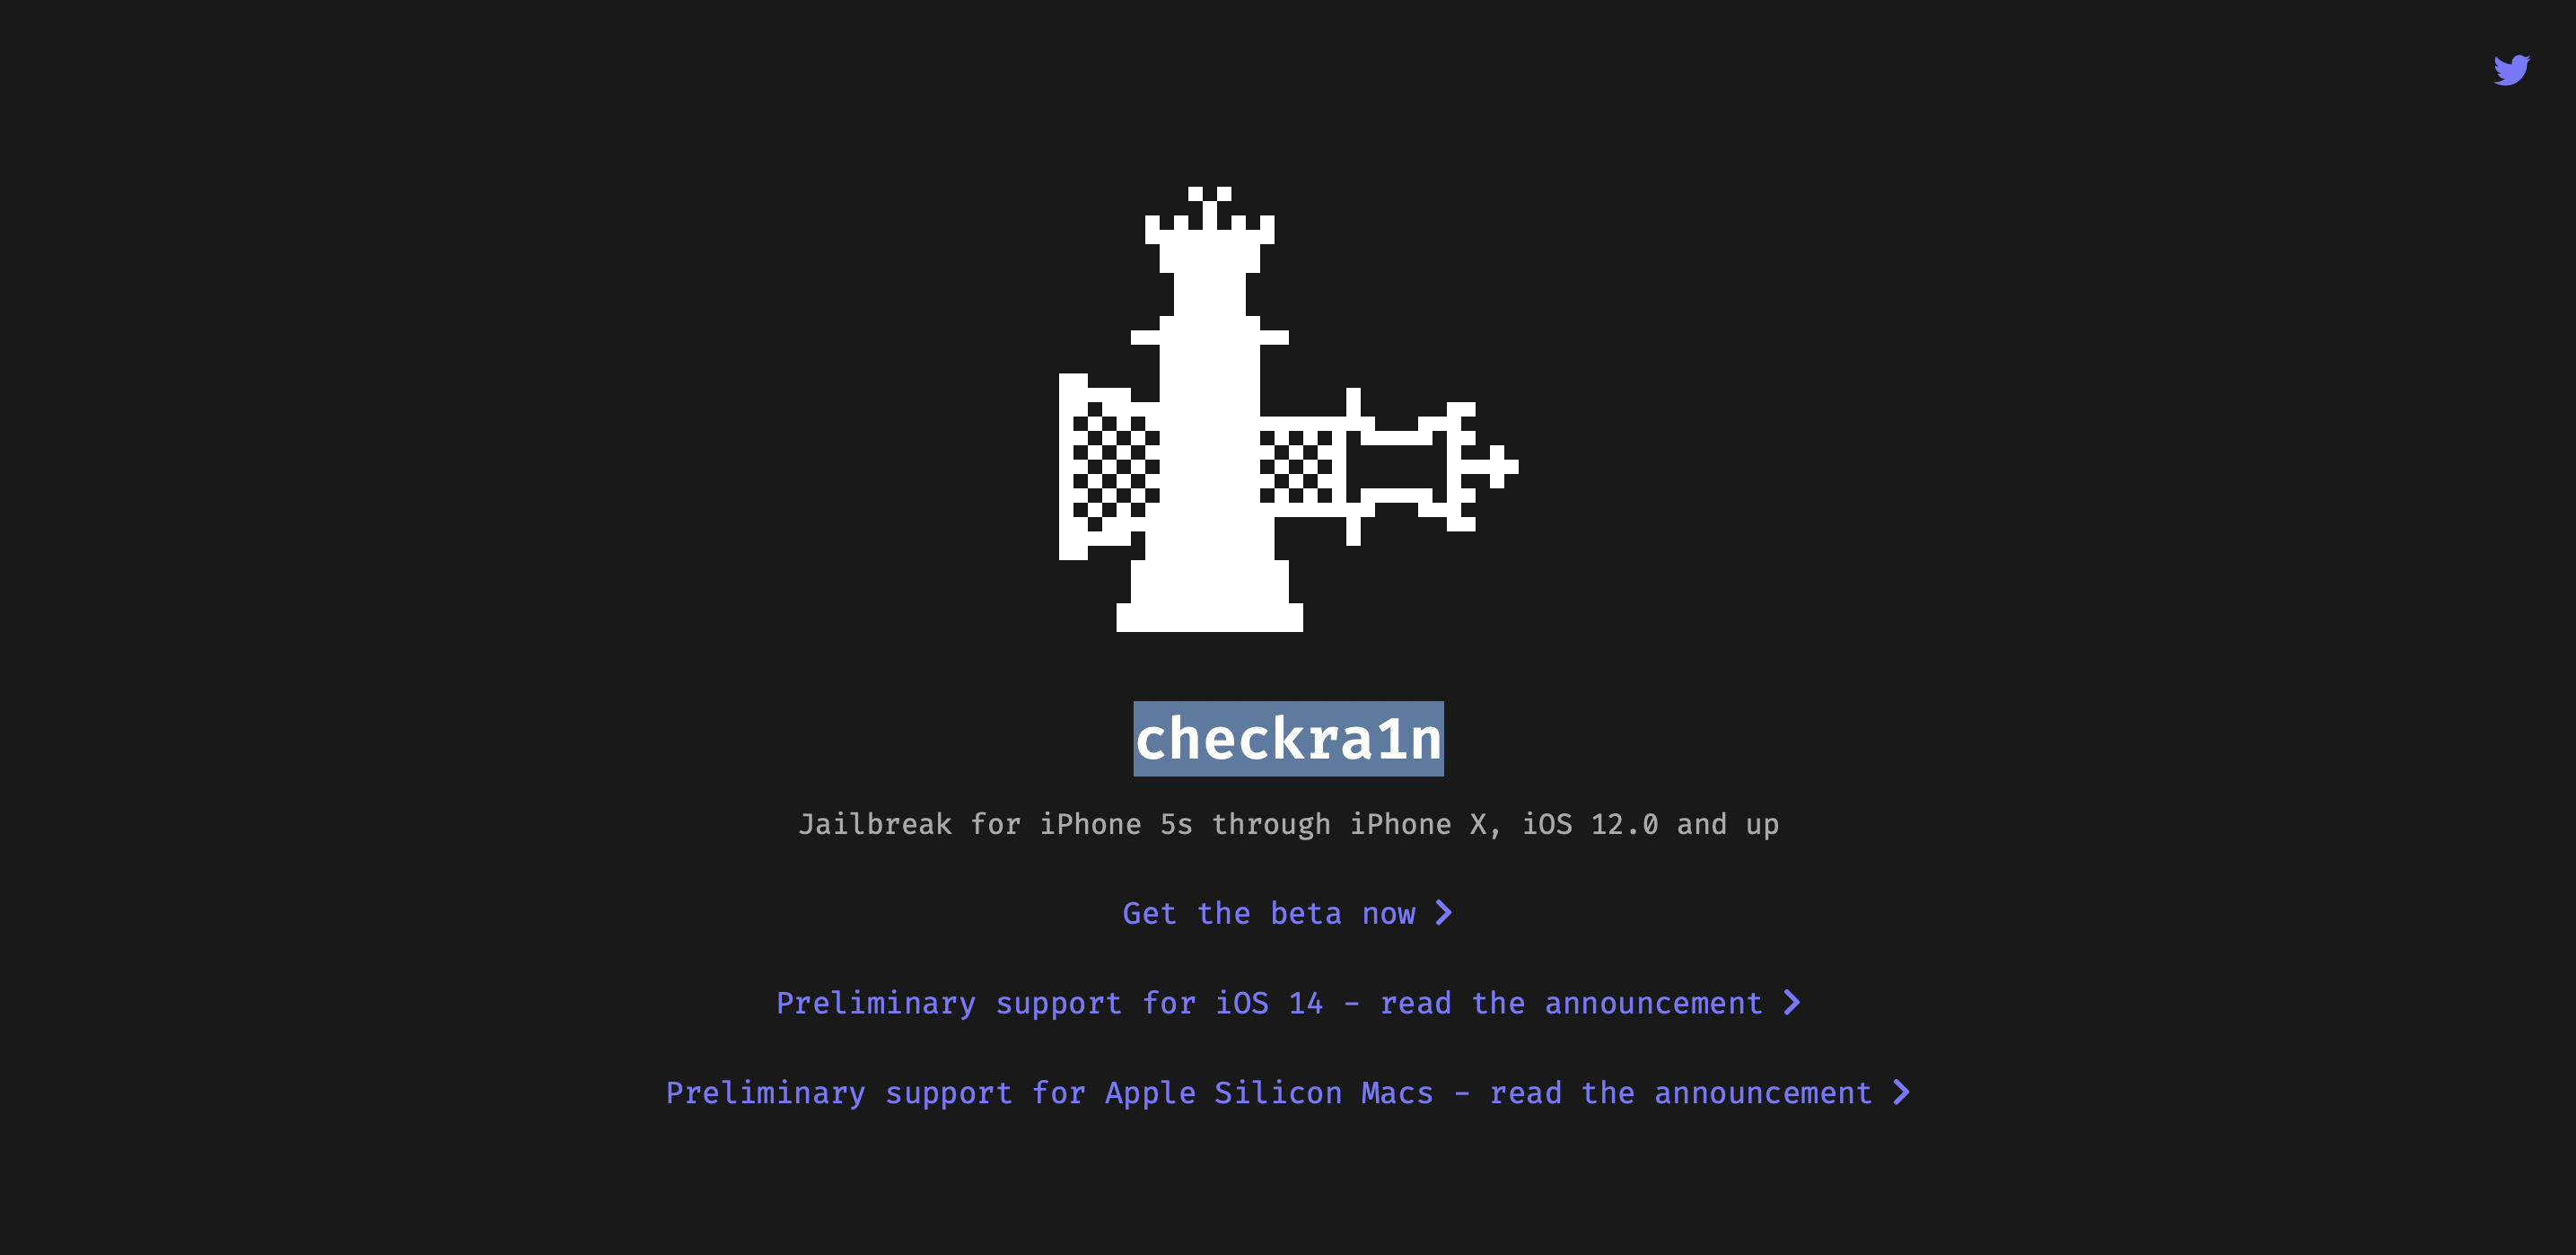 checkra1n
Jailbreak for iPhone 5s through iPhone X, iOS 12.0 and up
Get the beta now
Preliminary support for iOS 14 – read the announcement
Preliminary support for Apple Silicon Macs – read the announcement